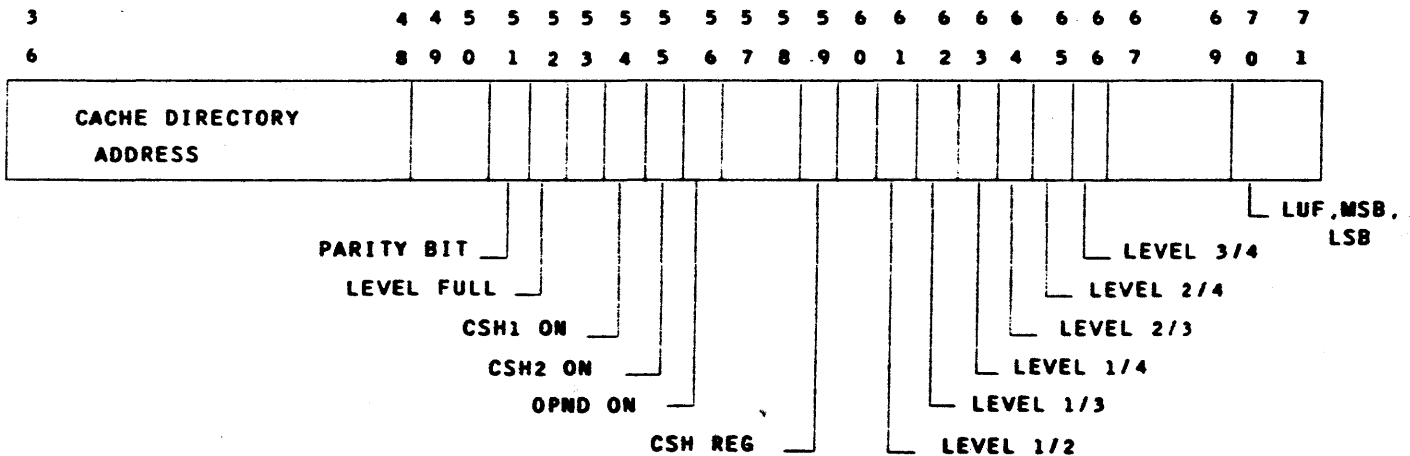 3 4 4 5 5 5 5 5 5 5 5 5 5 6 6 6 6 6 6 6 6 6 7 7
6 8 9 0 1 2 3 4 5 6 7 8 9 0 1 2 3 4 5 6 7 9 0 1
CACHE DIRECTORY
ADDRESS
LUF,MSB,
LSB
PARITY BIT
LEVEL 3/4
LEVEL FULL
LEVEL 2/4
CSH1 ON
LEVEL 2/3
CSH2 ON
LEVEL 1/4
OPND ON
LEVEL 1/3
CSH REG
LEVEL 1/2